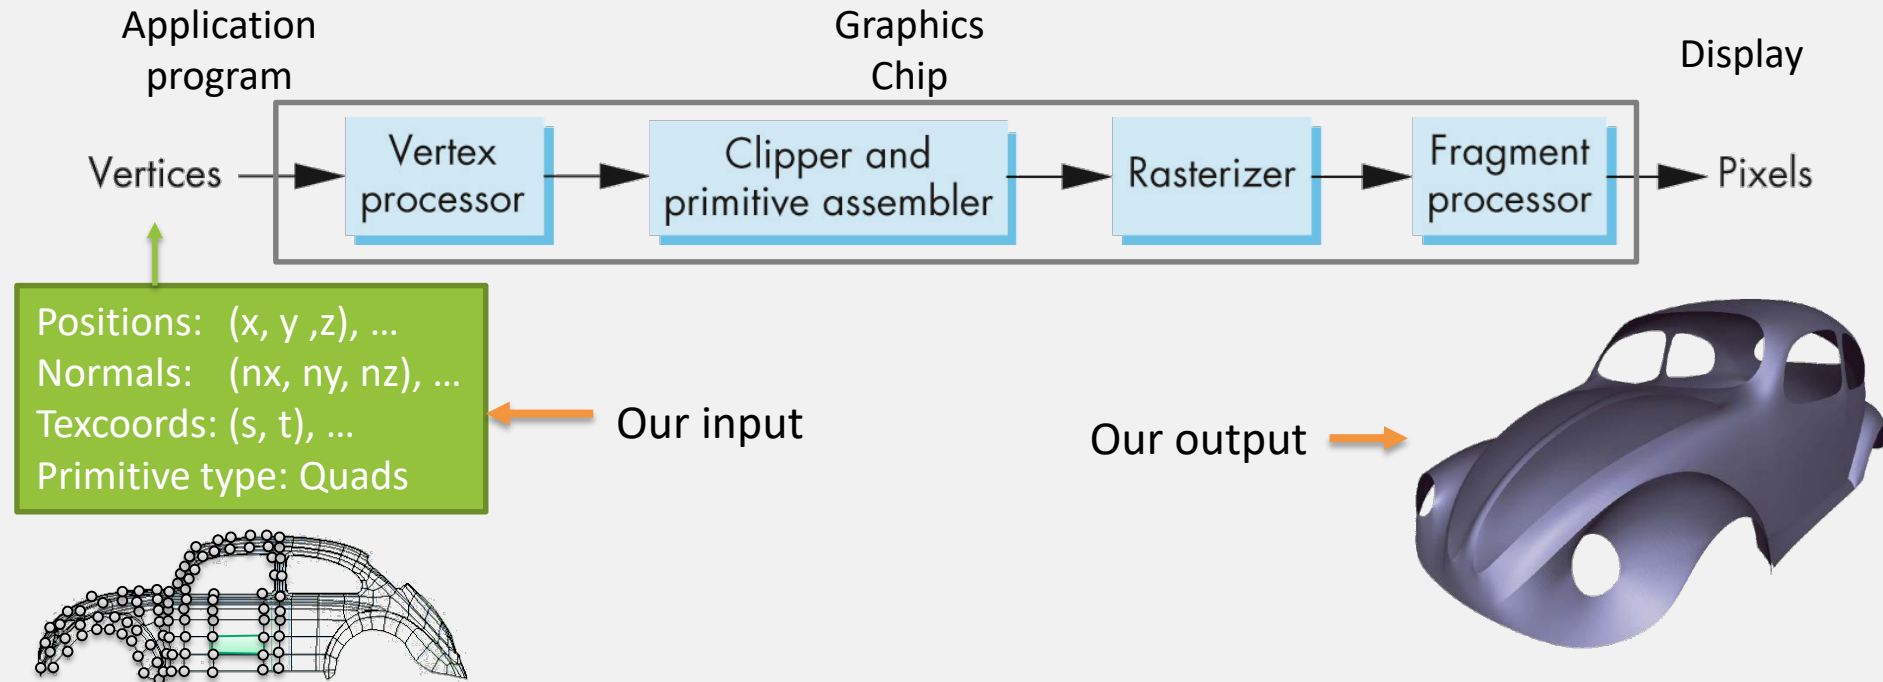 Application
program
Graphics
Chip
Display
Vertices
Vertex
processor
Clipper and
primitive assembler
Rasterizer
Fragment
processor
Pixels
Positions: (x, y ,z), …
Normals: (nx, ny, nz), …
Texcoords: (s, t), …
Primitive type: Quads
Our input
Our output